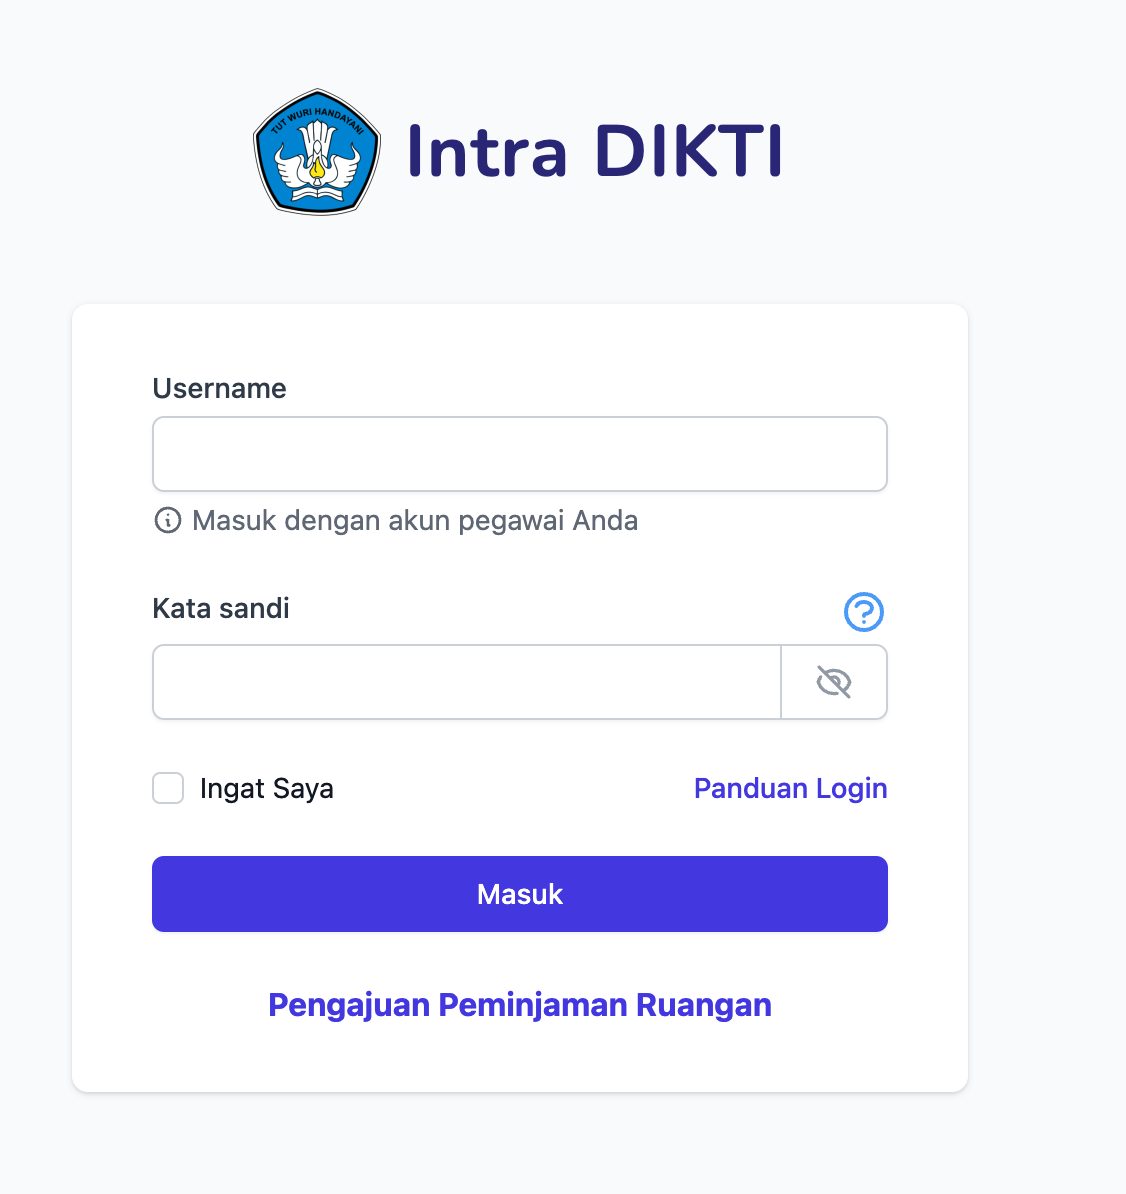 TUT WURI HANDAYANI
Intra DIKTI
Username
Masuk dengan akun pegawai Anda
Kata sandi
Ingat Saya
Panduan Login
Masuk
Pengajuan Peminjaman Ruangan